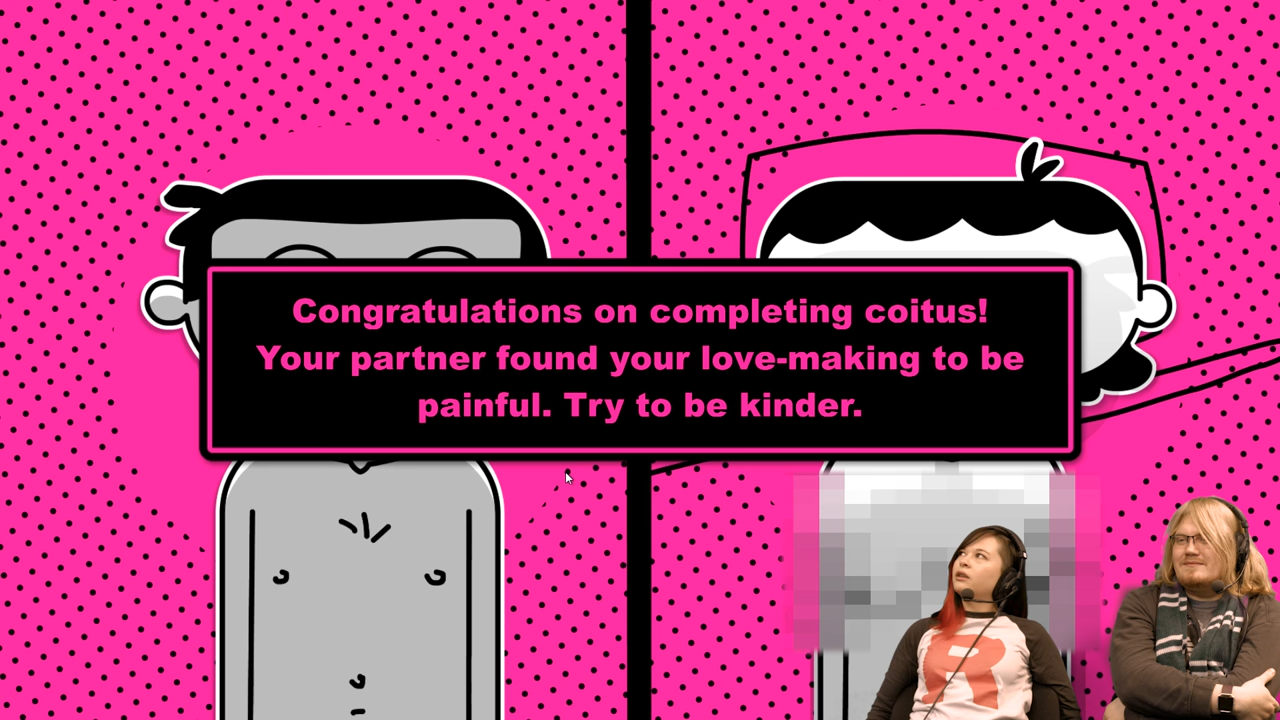 Congratulations on completing coitus!
Your partner found your love-making to be
painful. Try to be kinder.
R